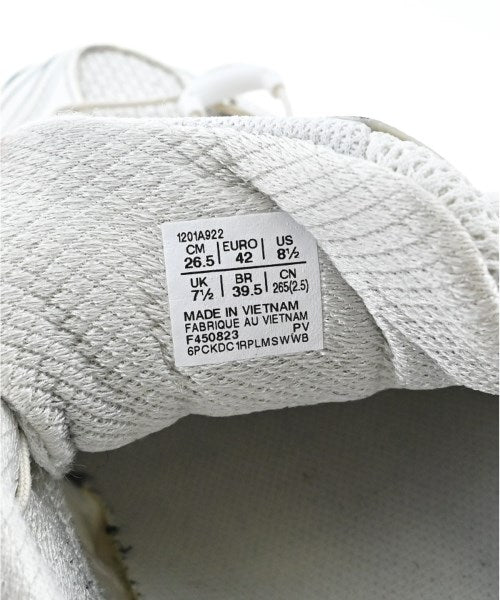 1201A922
CM EURO US
26.5 42 8½
UK BR CN
7½ 39.5 265(2.5)
MADE IN VIETNAM
FABRIQUE AU VIETNAM
F450823 PV
6PCKDC1RPLMSWWB